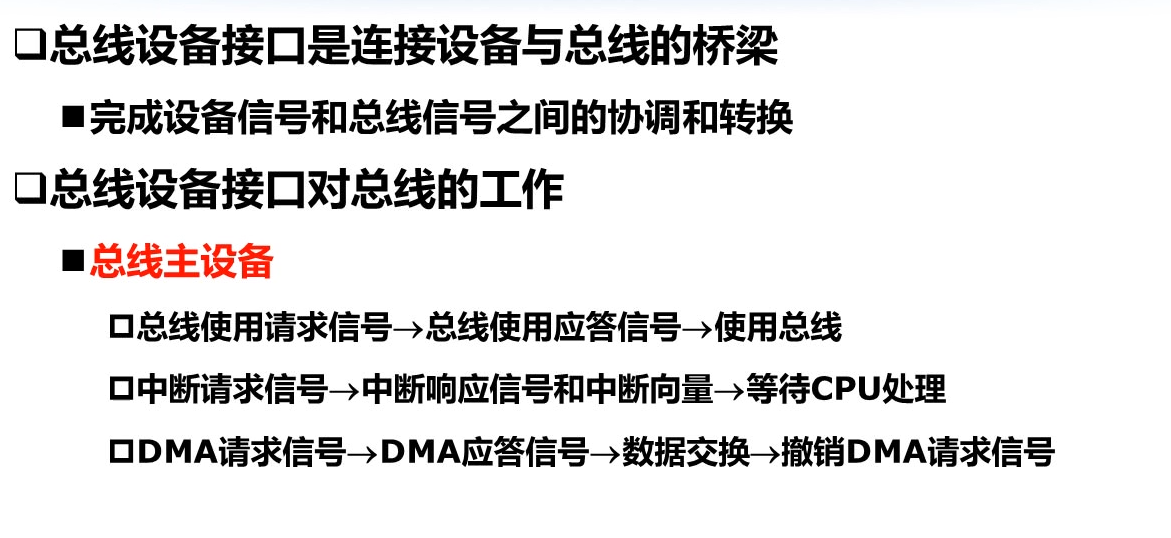 ❑总线设备接口是连接设备与总线的桥梁
■完成设备信号和总线信号之间的协调和转换
❑总线设备接口对总线的工作
■总线主设备
□总线使用请求信号→总线使用应答信号→使用总线
□中断请求信号→中断响应信号和中断向量→等待CPU处理
□DMA请求信号→DMA应答信号→数据交换→撤销DMA请求信号